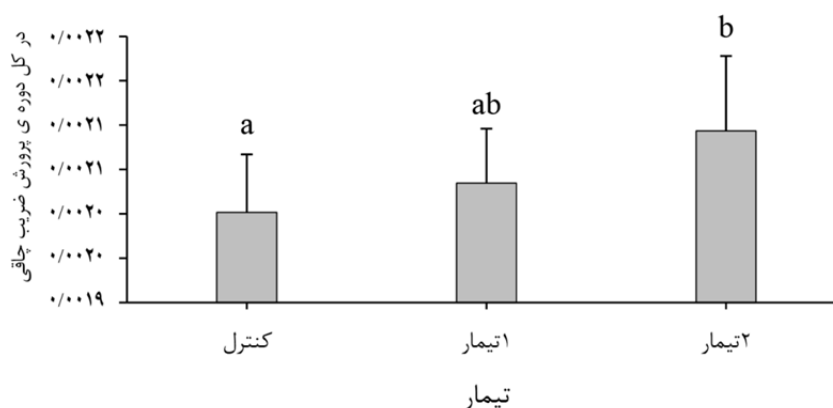 b
ab
a
۰/۰۰۲۲
۰/۰۰۲۲
۰/۰۰۲۱
۰/۰۰۲۱
۰/۰۰۲۰
۰/۰۰۲۰
۰/۰۰۱۹
در کل دوره ی پرورش ضریب چاقی
کنترل
۱تیمار
۲تیمار
تیمار